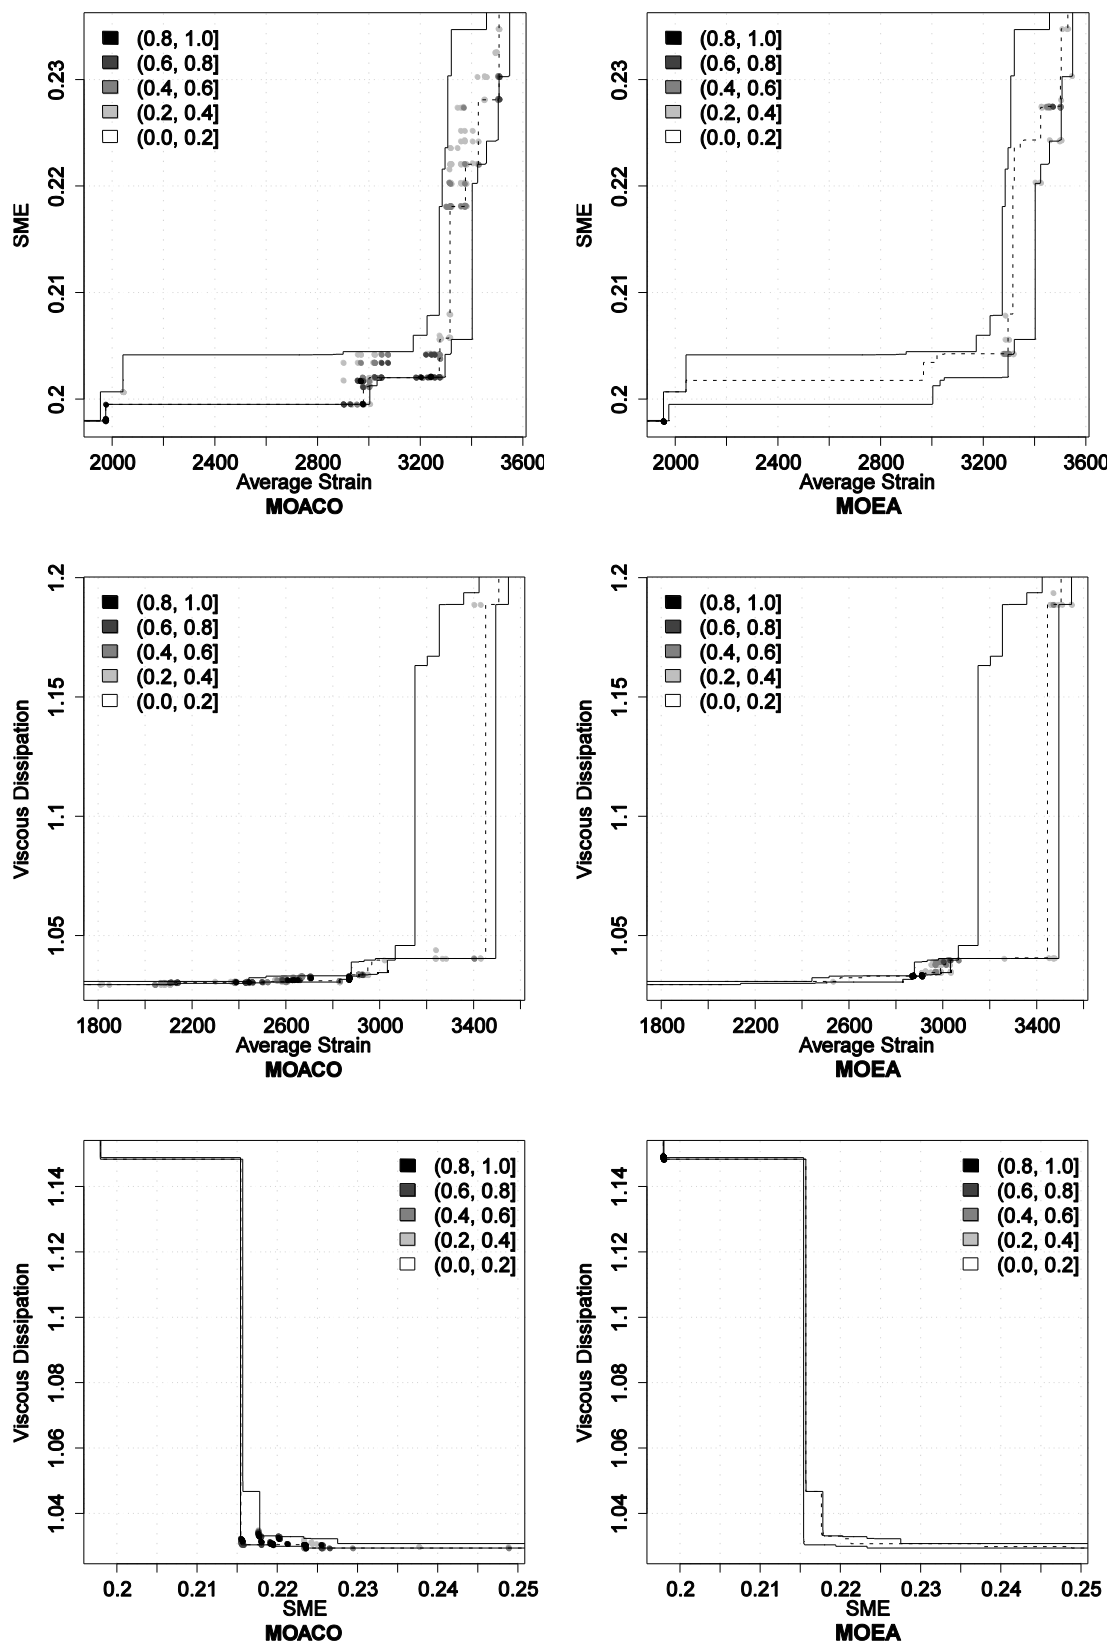 (0.8, 1.0]
(0.6, 0.8]
(0.4, 0.6]
(0.2, 0.4]
(0.0, 0.2]
SME
0.23
0.22
0.21
0.2
2000 2400 2800 3200 3600
Average Strain
MOACO
(0.8, 1.0]
(0.6, 0.8]
(0.4, 0.6]
(0.2, 0.4]
(0.0, 0.2]
SME
0.23
0.22
0.21
0.2
2000 2400 2800 3200 3600
Average Strain
MOEA
(0.8, 1.0]
(0.6, 0.8]
(0.4, 0.6]
(0.2, 0.4]
(0.0, 0.2]
Viscous Dissipation
1.2
1.15
1.1
1.05
1800 2200 2600 3000 3400
Average Strain
MOACO
(0.8, 1.0]
(0.6, 0.8]
(0.4, 0.6]
(0.2, 0.4]
(0.0, 0.2]
Viscous Dissipation
1.2
1.15
1.1
1.05
1800 2200 2600 3000 3400
Average Strain
MOEA
(0.8, 1.0]
(0.6, 0.8]
(0.4, 0.6]
(0.2, 0.4]
(0.0, 0.2]
Viscous Dissipation
1.14
1.12
1.1
1.08
1.06
1.04
0.2 0.21 0.22 0.23 0.24 0.25
SME
MOACO
(0.8, 1.0]
(0.6, 0.8]
(0.4, 0.6]
(0.2, 0.4]
(0.0, 0.2]
Viscous Dissipation
1.14
1.12
1.1
1.08
1.06
1.04
0.2 0.21 0.22 0.23 0.24 0.25
SME
MOEA